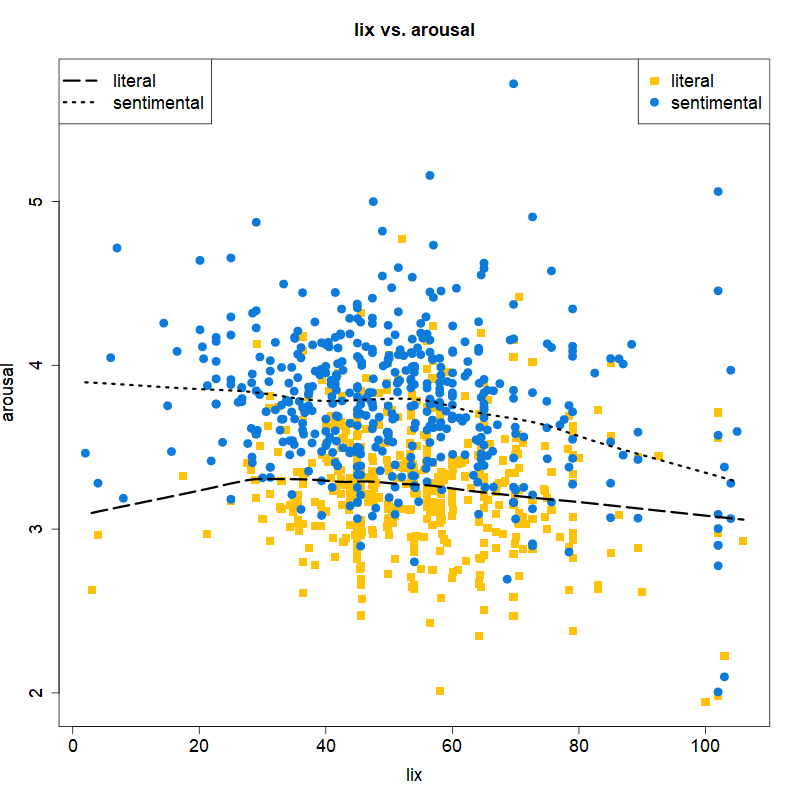 lix vs. arousal
literal
sentimental
literal
sentimental
arousal
5
4
3
2
0 20 40 60 80 100
lix